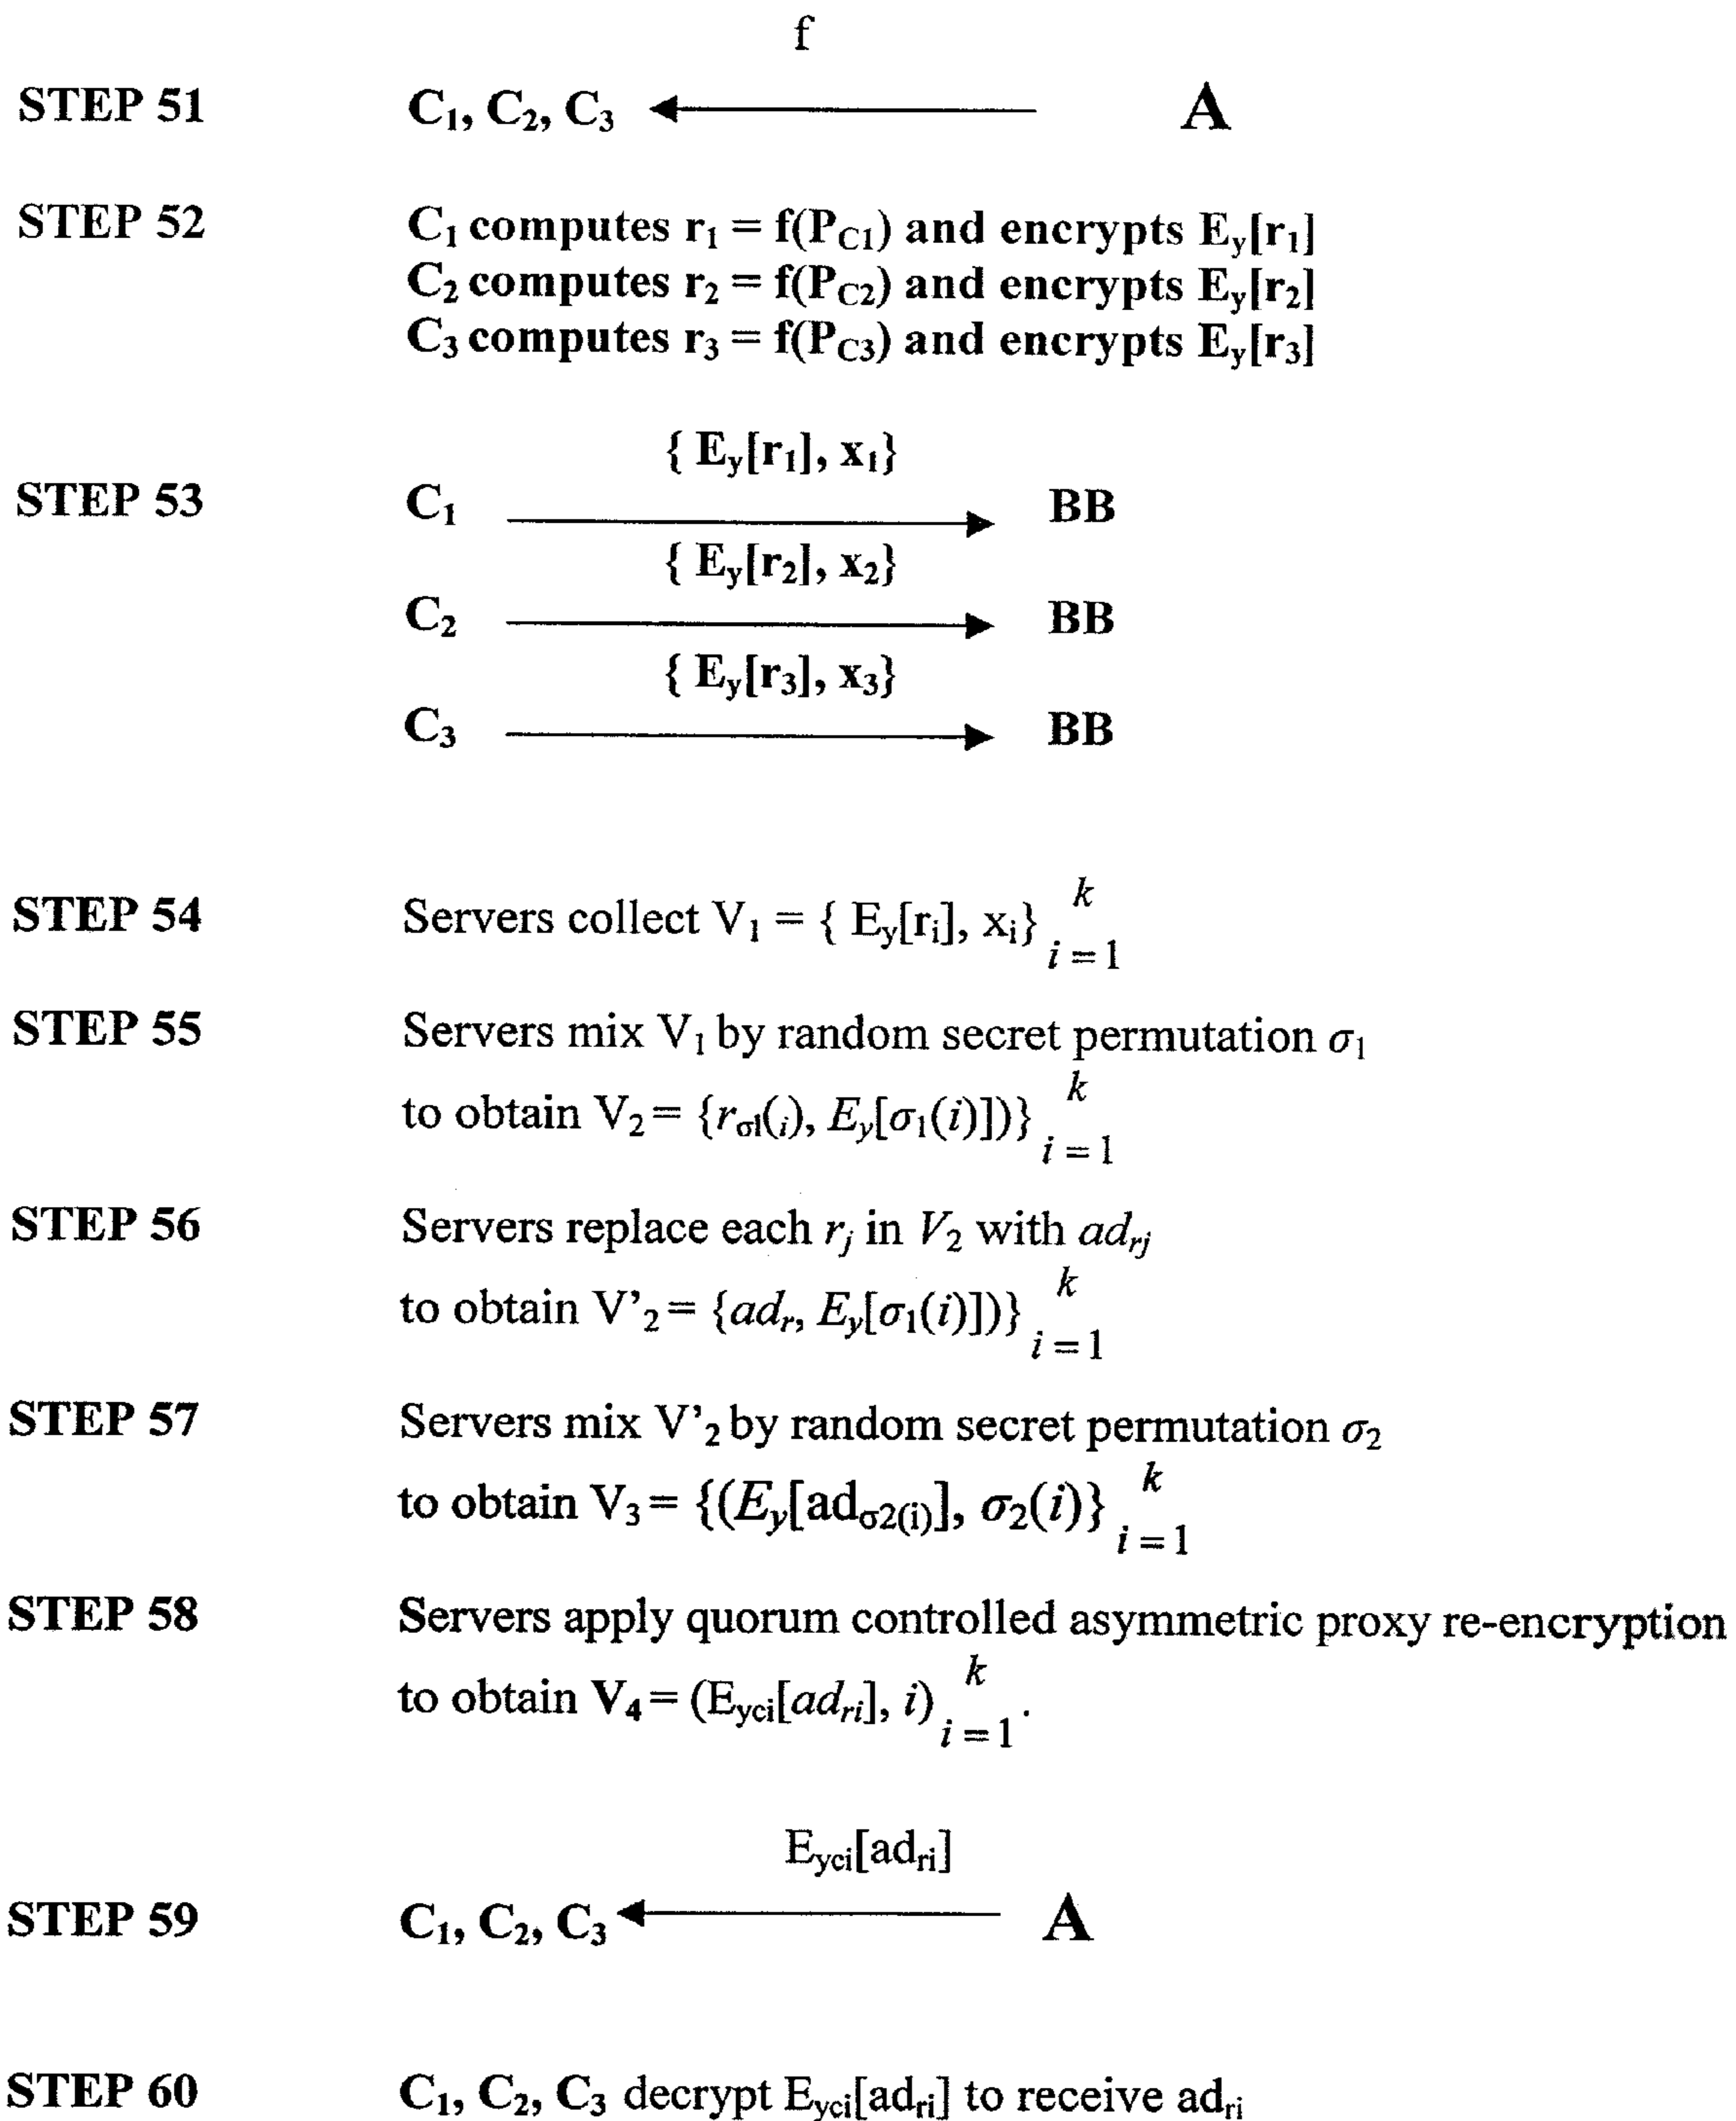 f
STEP 51 C₁, C₂, C₃ A
STEP 52 C₁ computes r₁ = f(P_C1) and encrypts E_y[r₁]
C₂ computes r₂ = f(P_C2) and encrypts E_y[r₂]
C₃ computes r₃ = f(P_C3) and encrypts E_y[r₃]
{ E_y[r₁], x₁}
STEP 53 C₁ BB
{ E_y[r₂], x₂}
C₂ BB
{ E_y[r₃], x₃}
C₃ BB
k
STEP 54 Servers collect V₁ = { E_y[r_i], x_i}
i = 1
STEP 55 Servers mix V₁ by random secret permutation σ₁
k
to obtain V₂ = {r_σ1(i), E_y[σ₁(i)])}
i = 1
STEP 56 Servers replace each r_j in V₂ with ad_rj
k
to obtain V'₂ = {ad_r, E_y[σ₁(i)])}
i = 1
STEP 57 Servers mix V'₂ by random secret permutation σ₂
k
to obtain V₃ = {(E_y[ad_σ2(i)], σ₂(i)}
i = 1
STEP 58 Servers apply quorum controlled asymmetric proxy re-encryption
k
to obtain V₄ = (E_yci[ad_ri], i) .
i = 1
E_yci[ad_ri]
STEP 59 C₁, C₂, C₃ A
STEP 60 C₁, C₂, C₃ decrypt E_yci[ad_ri] to receive ad_ri